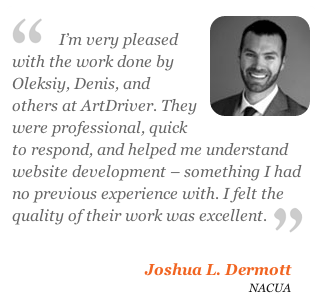 “ I’m very pleased
with the work done by
Oleksiy, Denis, and
others at ArtDriver. They
were professional, quick
to respond, and helped me understand
website development – something I had
no previous experience with. I felt the
quality of their work was excellent. ”
Joshua L. Dermott
NACUA